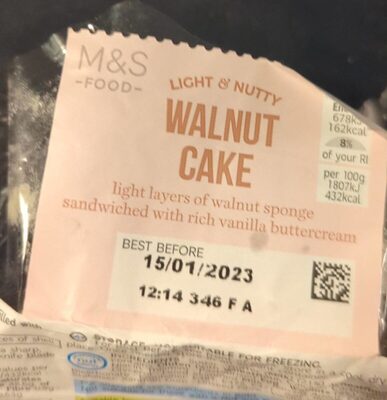 M&S
-FOOD-
LIGHT & NUTTY
WALNUT
CAKE
light layers of walnut sponge
sandwiched with rich vanilla buttercream
678kJ
162kcal
8%
of your RI
per 100g
1807kJ
432kcal
BEST BEFORE
15/01/2023
12:14 346 F A
FOR FREEZING.